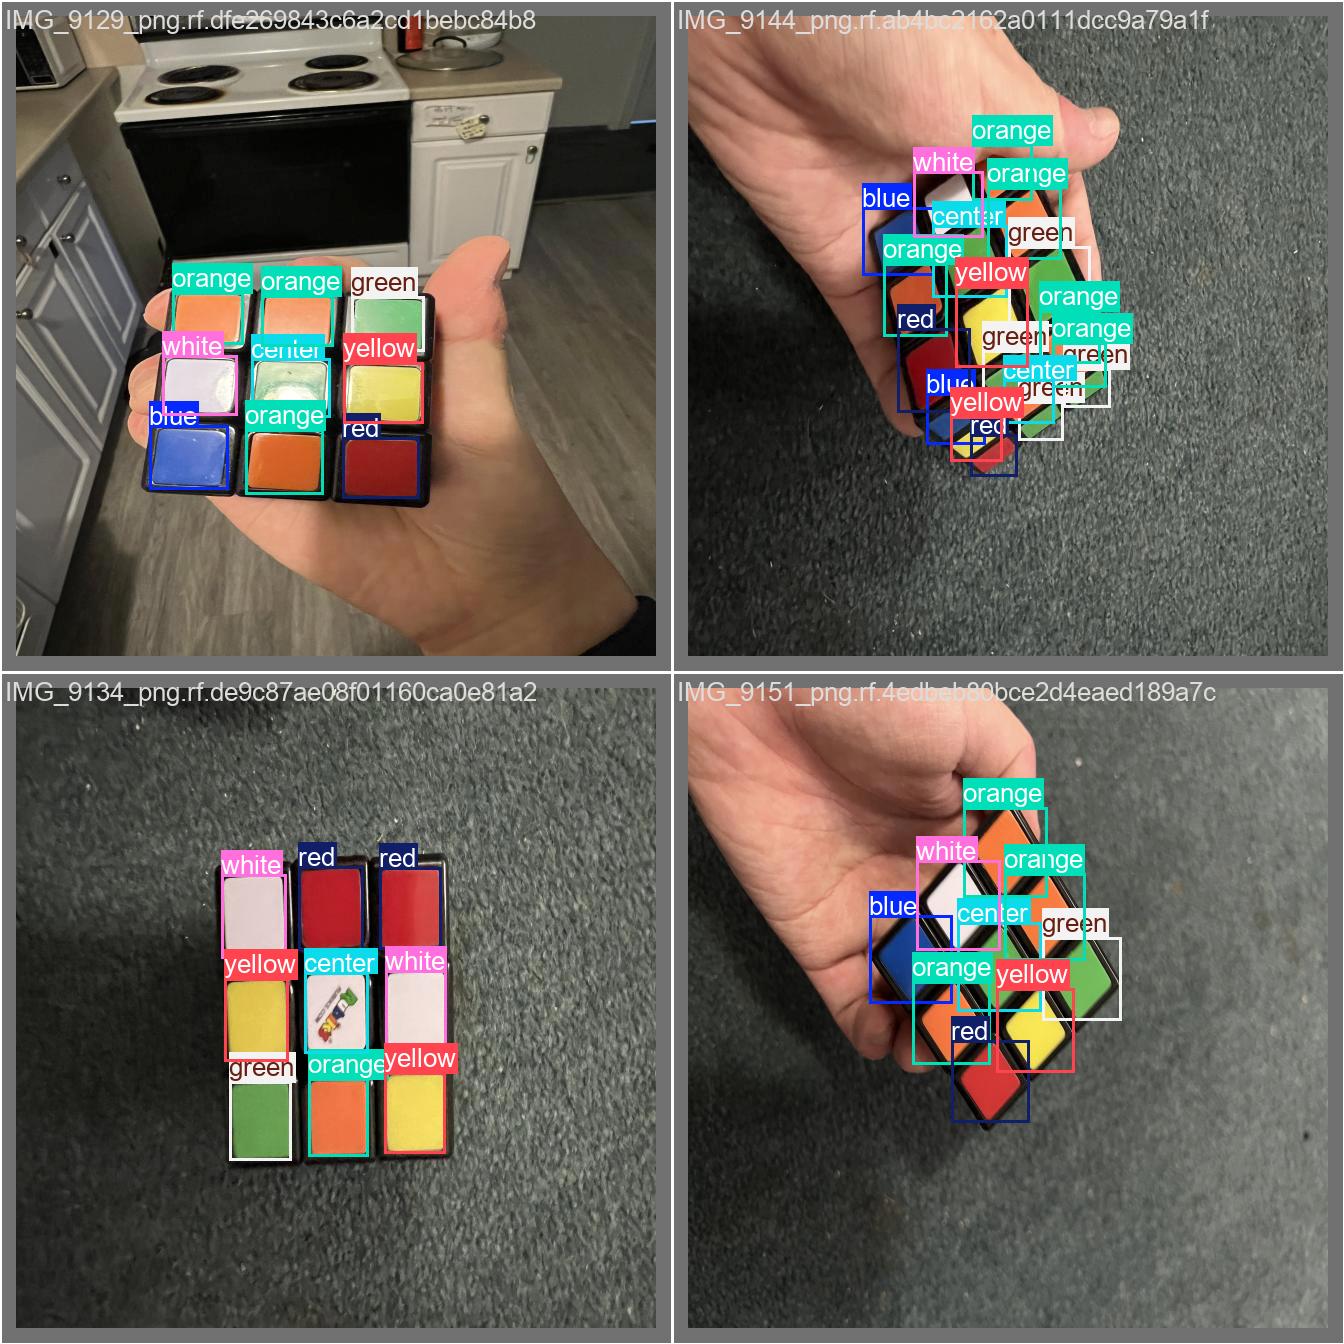 IMG_9129_png.rf.dfe269843c6a2cd1bebc84b8
orange
orange
green
white
center
yellow
blue
orange
red
IMG_9144_png.rf.ab4bc2162a0111dcc9a79a1f
orange
white
orange
blue
center
green
orange
yellow
orange
red
orange
green
green
center
blue
green
yellow
red
IMG_9134_png.rf.de9c87ae08f01160ca0e81a2
white
red
red
yellow
center
white
green
orange
yellow
IMG_9151_png.rf.4edbeb80bce2d4eaed189a7c
orange
white
orange
blue
center
green
orange
yellow
red